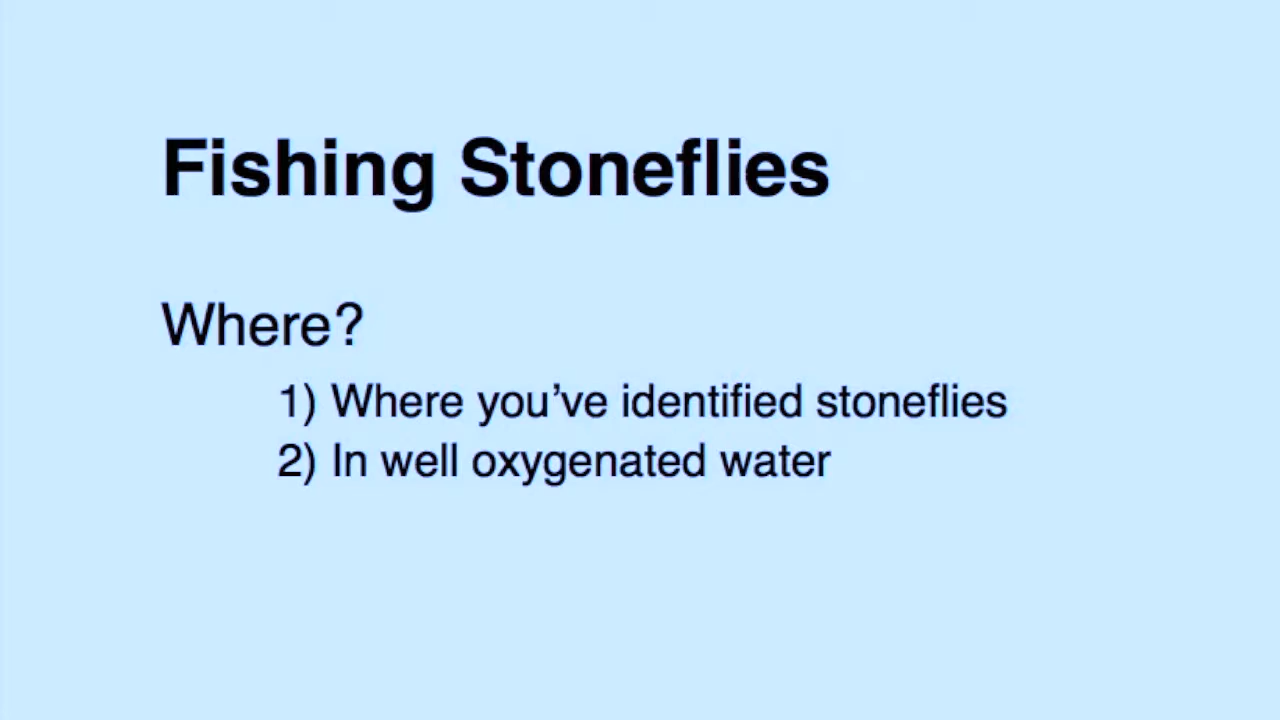 Fishing Stoneflies
Where?
1) Where you’ve identified stoneflies
2) In well oxygenated water